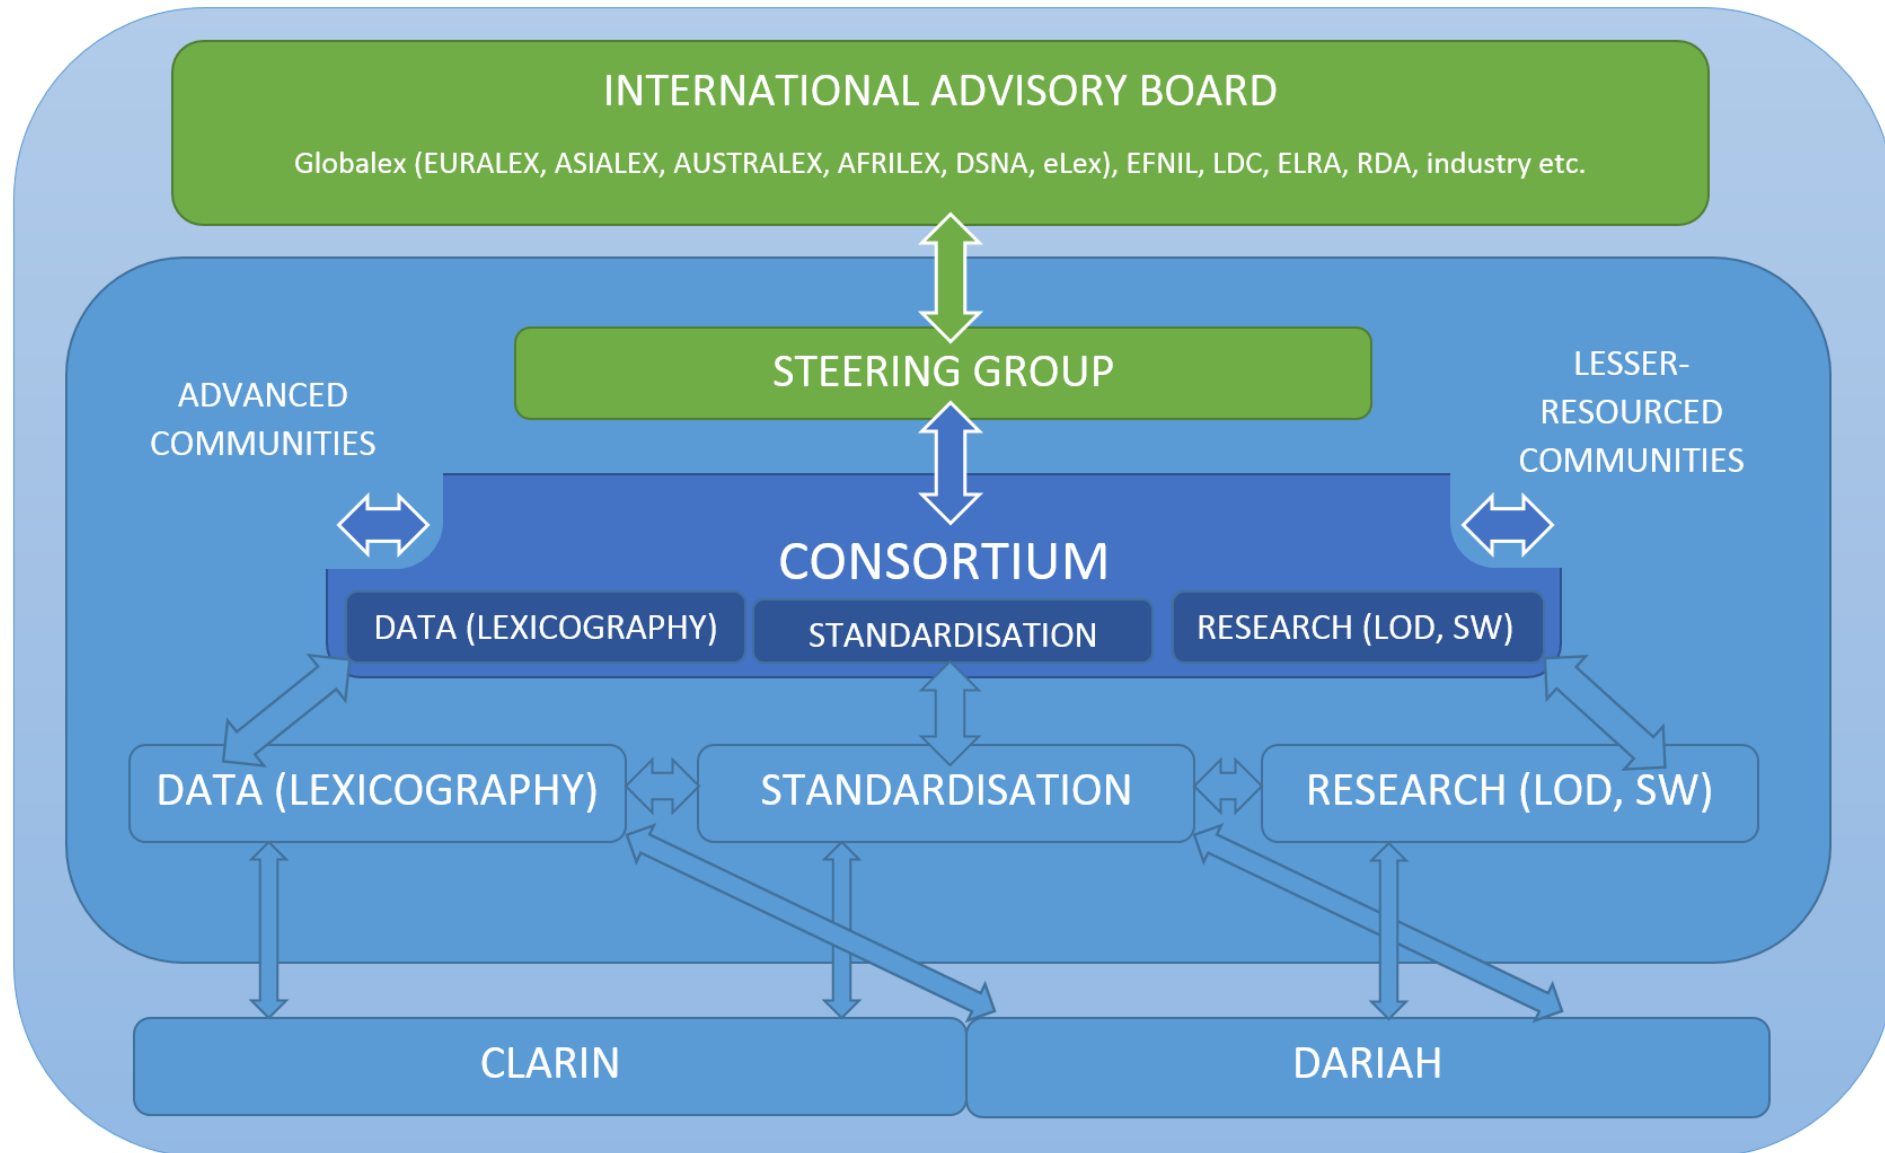 INTERNATIONAL ADVISORY BOARD
Globalex (EURALEX, ASIALEX, AUSTRALEX, AFRILEX, DSNA, eLex), EFNIL, LDC, ELRA, RDA, industry etc.
STEERING GROUP
ADVANCED
COMMUNITIES
LESSER-
RESOURCED
COMMUNITIES
CONSORTIUM
DATA (LEXICOGRAPHY)
STANDARDISATION
RESEARCH (LOD, SW)
DATA (LEXICOGRAPHY)
STANDARDISATION
RESEARCH (LOD, SW)
CLARIN
DARIAH